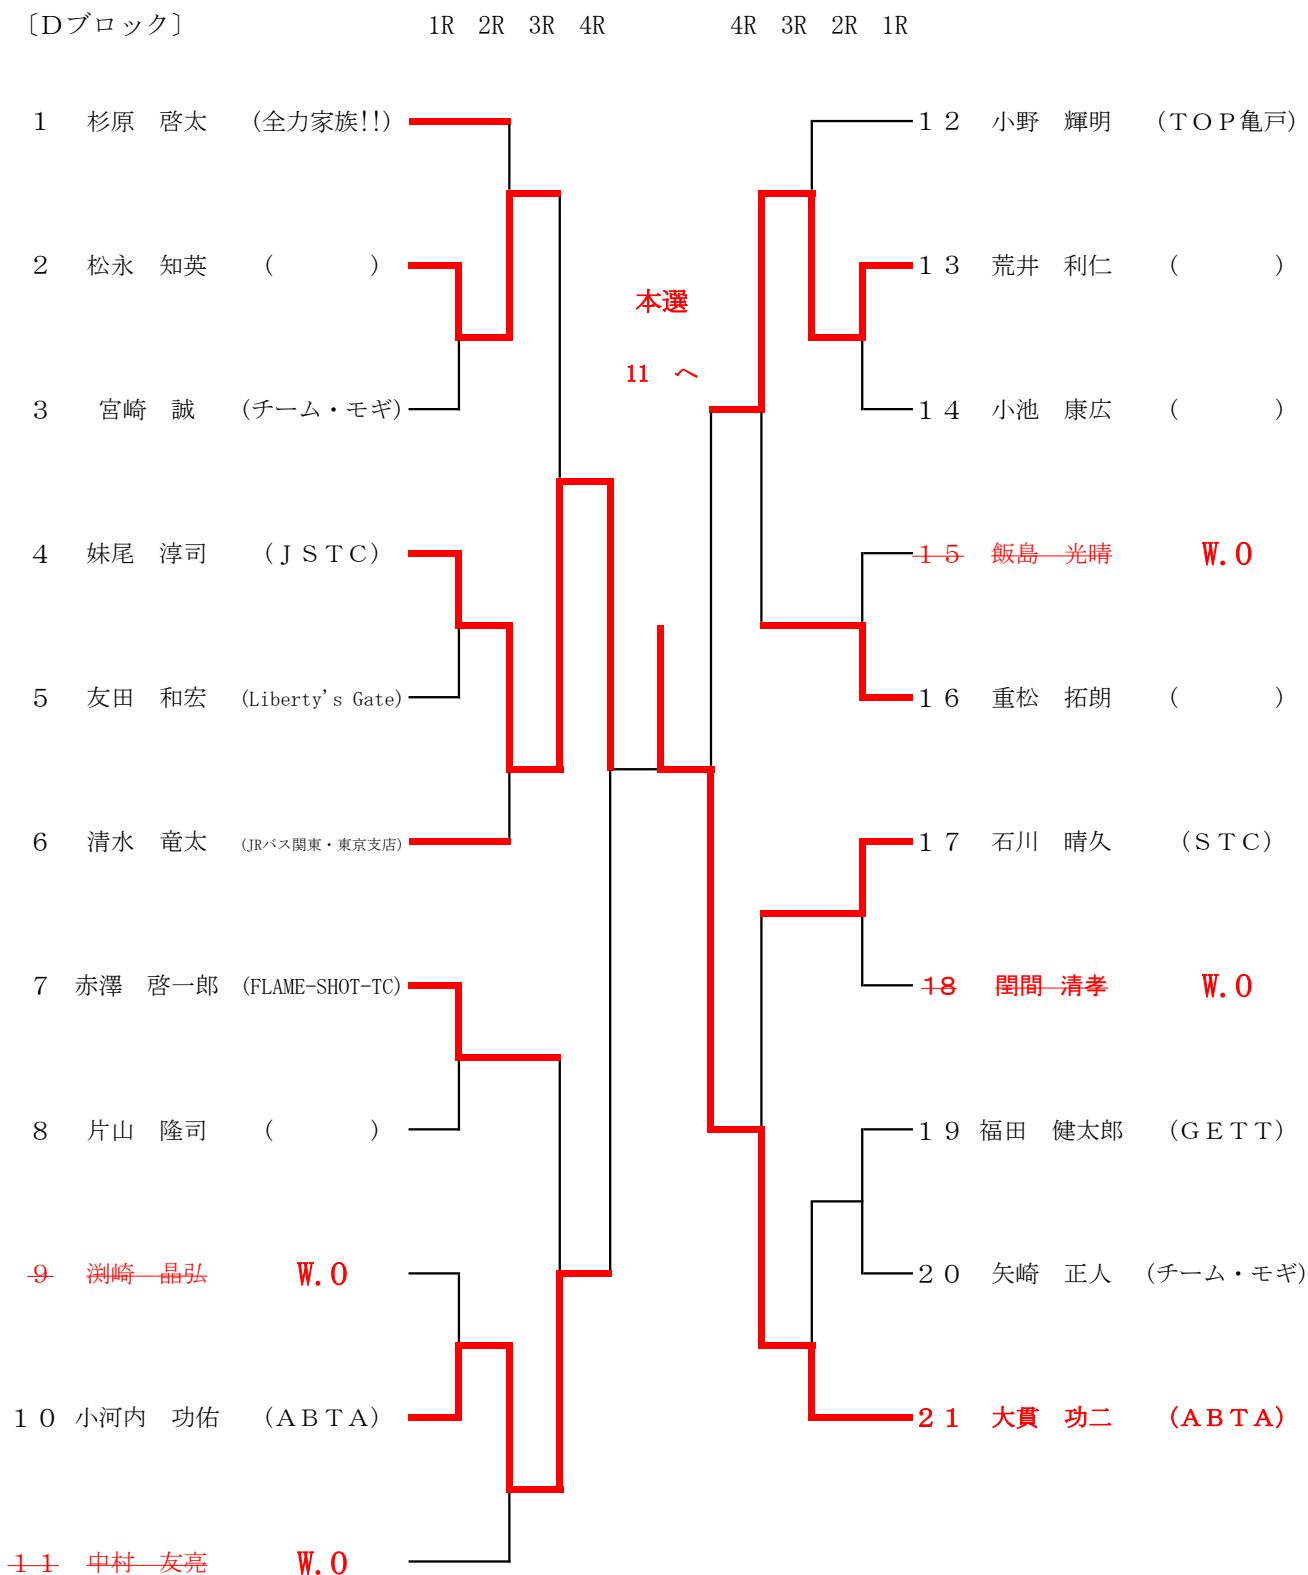 〔Dブロック〕 1R 2R 3R 4R 4R 3R 2R 1R
1 杉原 啓太 (全力家族!!)
2 松永 知英 ( )
3 宮崎 誠 (チーム・モギ)
4 妹尾 淳司 (JSTC)
5 友田 和宏 (Liberty's Gate)
6 清水 竜太 (JRバス関東・東京支店)
7 赤澤 啓一郎 (FLAME-SHOT-TC)
8 片山 隆司 ( )
9 渕崎 晶弘 W.O
10 小河内 功佑 (ABTA)
11 中村 友亮 W.O
本選
11 へ
12 小野 輝明 (TOP亀戸)
13 荒井 利仁 ( )
14 小池 康広 ( )
15 飯島 光晴 W.O
16 重松 拓朗 ( )
17 石川 晴久 (STC)
18 間 清孝 W.O
19 福田 健太郎 (GETT)
20 矢崎 正人 (チーム・モギ)
21 大貫 功二 (ABTA)